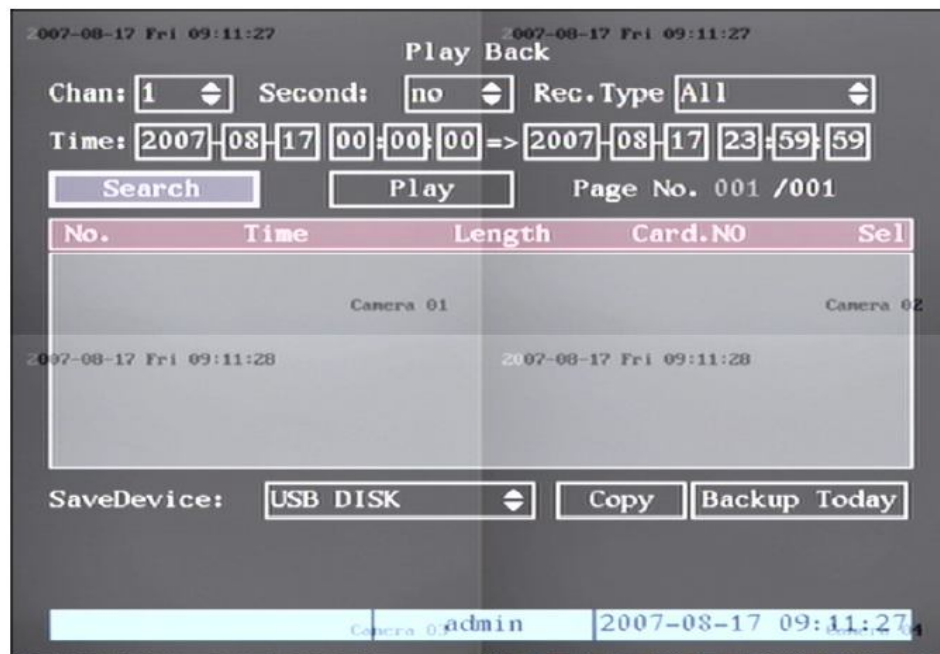 2007-08-17 Fri 09:11:27 2007-08-17 Fri 09:11:27
Play Back
Chan: 1 Second: no Rec.Type All
Time: 2007-08-17 00:00:00 => 2007-08-17 23:59:59
Search Play Page No. 001 /001
No. Time Length Card.NO Sel
Camera 01 Camera 02
2007-08-17 Fri 09:11:28 2007-08-17 Fri 09:11:28
SaveDevice: USB DISK Copy Backup Today
Camera 03 admin 2007-08-17 09:11:27 Camera 04